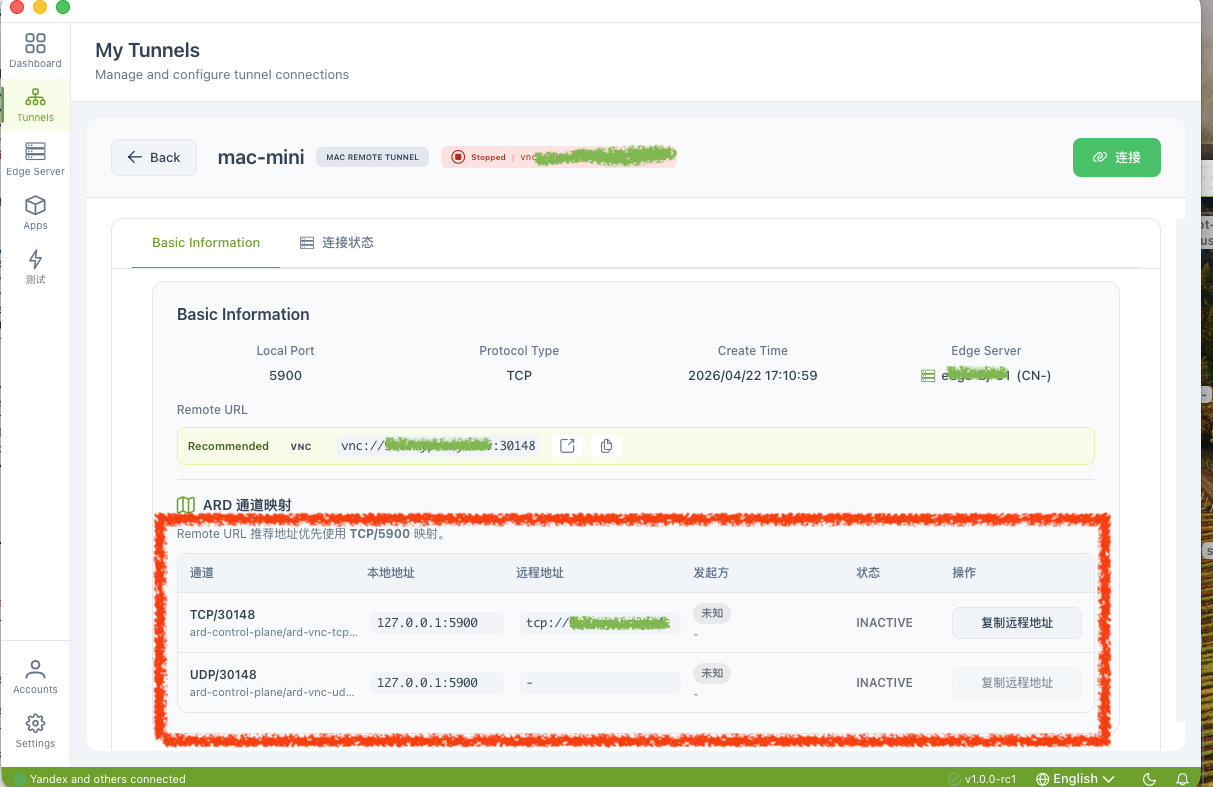 My Tunnels
Manage and configure tunnel connections
Dashboard
Tunnels
Edge Server
Apps
测试
Accounts
Settings
Back
mac-mini
MAC REMOTE TUNNEL
Stopped | vnc
连接
Basic Information
连接状态
Basic Information
Local Port
Protocol Type
Create Time
Edge Server
5900
TCP
2026/04/22 17:10:59
(CN-)
Remote URL
Recommended
VNC
vnc:// :30148
ARD 通道映射
Remote URL 推荐地址优先使用 TCP/5900 映射。
通道
本地地址
远程地址
发起方
状态
操作
TCP/30148
ard-control-plane/ard-vnc-tcp...
127.0.0.1:5900
tcp://
未知
-
INACTIVE
复制远程地址
UDP/30148
ard-control-plane/ard-vnc-ud...
127.0.0.1:5900
-
未知
-
INACTIVE
复制远程地址
Yandex and others connected
v1.0.0-rc1
English